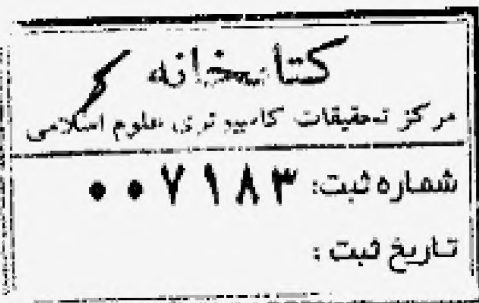 کتابخانه
مرکز تحقیقات کامپیوتری علوم اسلامی
شماره ثبت: ۰۰۷۱۸۳
تاریخ ثبت :